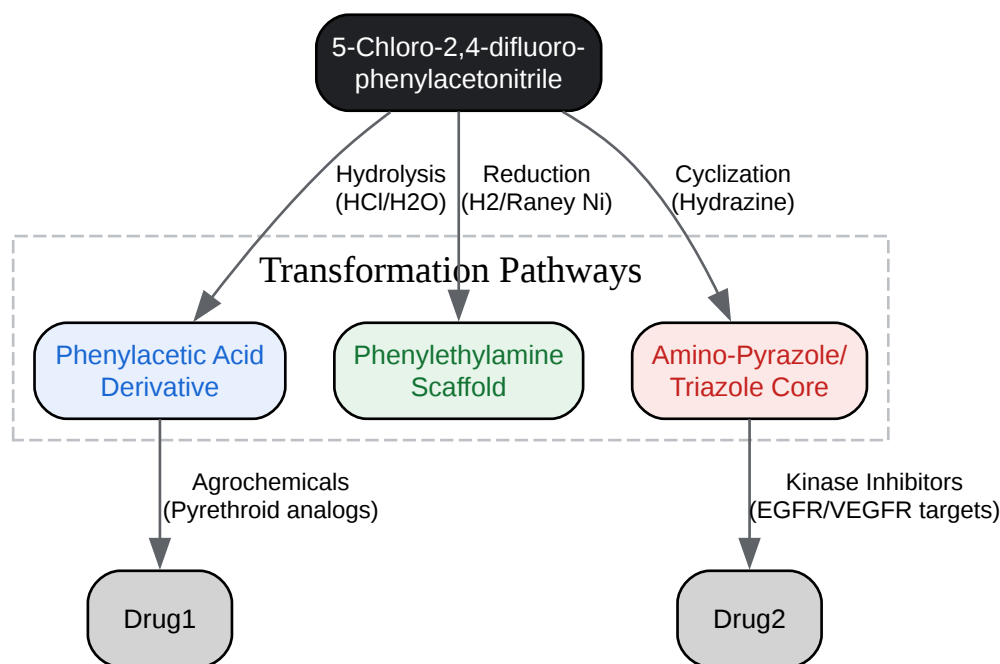 5-Chloro-2,4-difluoro-
phenylacetonitrile
Hydrolysis
(HCl/H2O)
Reduction
(H2/Raney Ni)
Cyclization
(Hydrazine)
Transformation Pathways
Phenylacetic Acid
Derivative
Phenylethylamine
Scaffold
Amino-Pyrazole/
Triazole Core
Agrochemicals
(Pyrethroid analogs)
Kinase Inhibitors
(EGFR/VEGFR targets)
Drug1
Drug2